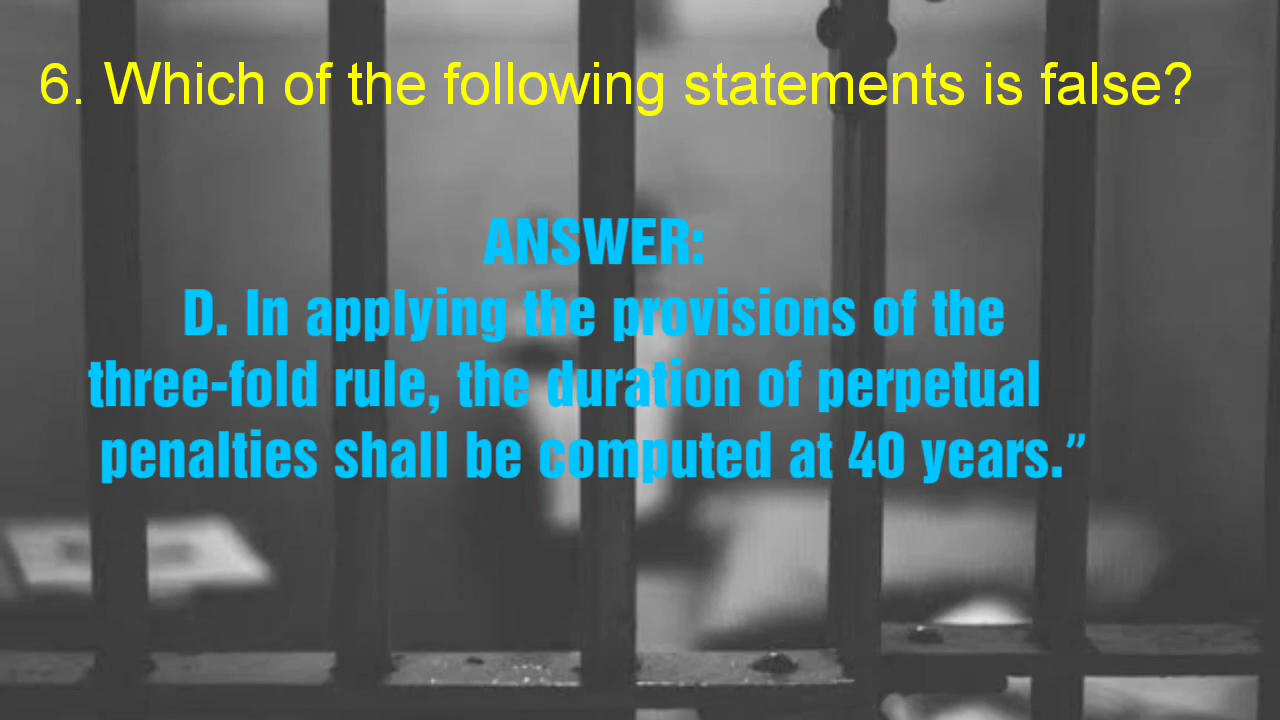 6. Which of the following statements is false?
ANSWER:
D. In applying the provisions of the
three-fold rule, the duration of perpetual
penalties shall be computed at 40 years.”